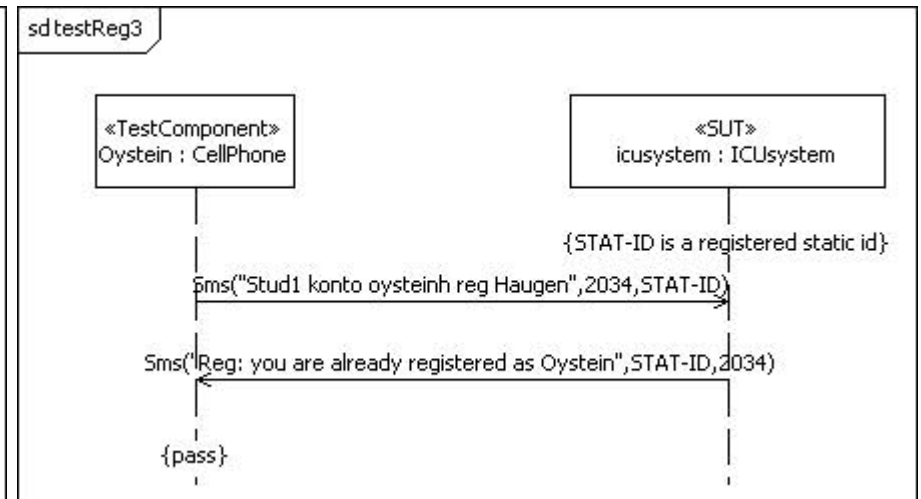 sd testReg3
«TestComponent»
Oystein : CellPhone
«SUT»
icusystem : ICUsystem
{STAT-ID is a registered static id}
Sms("Stud1 konto oysteinh reg Haugen",2034,STAT-ID)
Sms("Reg: you are already registered as Oystein",STAT-ID,2034)
{pass}